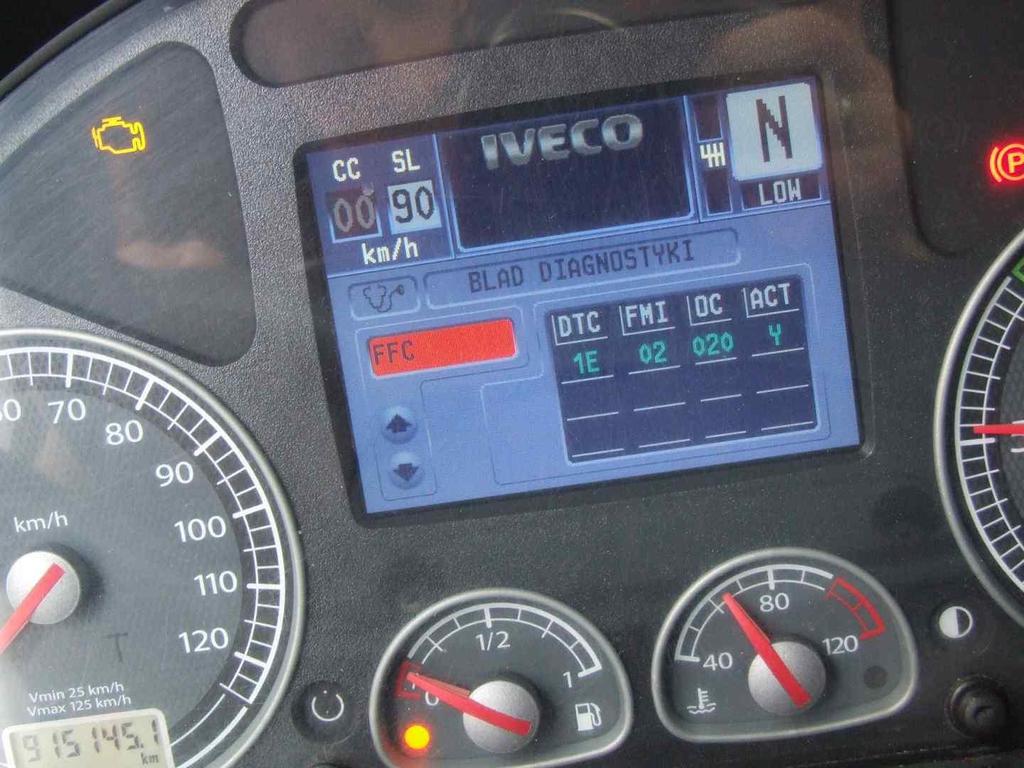 IVECO
N
LOW
4H
CC SL
00 90
km/h
BLAD DIAGNOSTYKI
FFC
DTC FMI OC ACT
1E 02 020 Y
P
70
80
90
100
110
120
km/h
Vmin 25 km/h
Vmax 125 km/h
915145.1
km
0 1/2 1
40 80 120